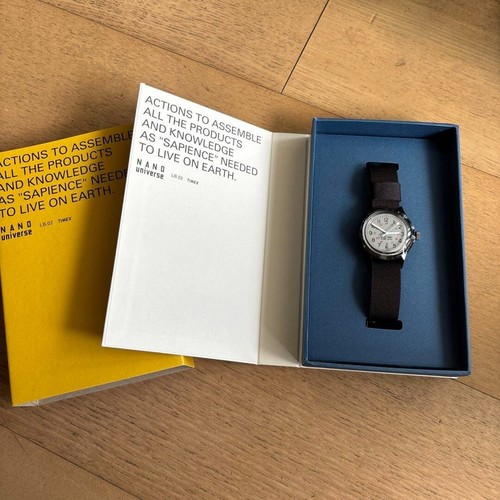 ACTIONS TO ASSEMBLE
ALL THE PRODUCTS
AND KNOWLEDGE
AS "SAPIENCE" NEEDED
TO LIVE ON EARTH.
NANO
universe
LB.03 TIMEX
ACTIONS TO ASSEMBLE
ALL THE PRODUCTS
AND KNOWLEDGE
AS "SAPIENCE" NEEDED
TO LIVE ON EARTH.
NANO
universe
LB.03 TIMEX